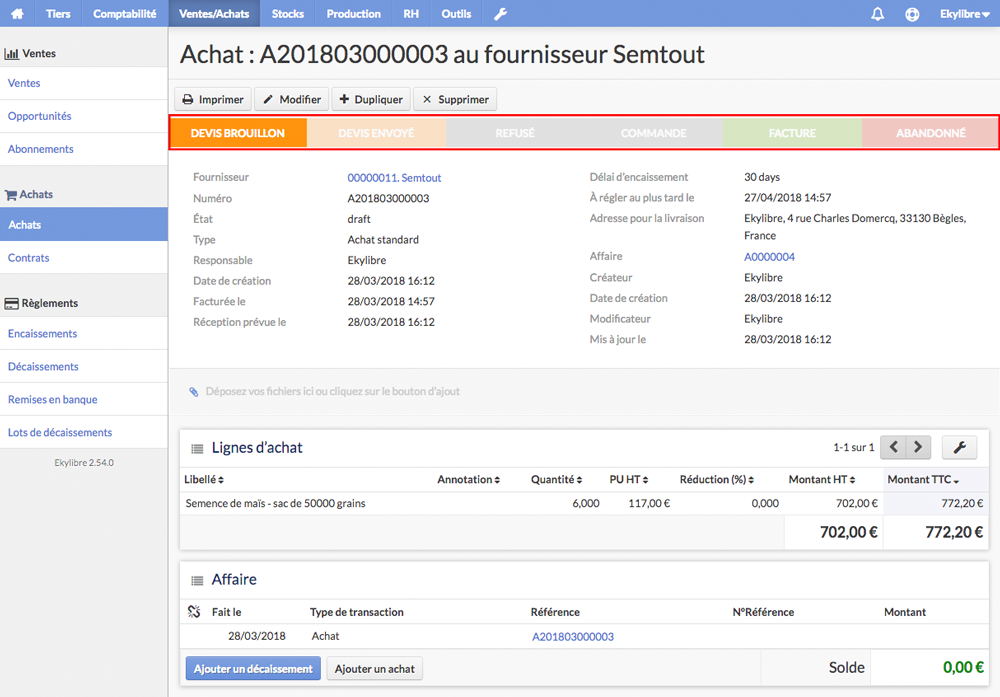 Tiers Comptabilité Ventes/Achats Stocks Production RH Outils Ekylibre
Ventes
Ventes
Opportunités
Abonnements
Achats
Achats
Contrats
Règlements
Encaissements
Décaissements
Remises en banque
Lots de décaissements
Ekylibre 2.54.0
Achat : A201803000003 au fournisseur Semtout
Imprimer Modifier Dupliquer Supprimer
DEVIS BROUILLON DEVIS ENVOYÉ REFUSÉ COMMANDE FACTURE ABANDONNÉ
Fournisseur 00000011. Semtout
Numéro A201803000003
État draft
Type Achat standard
Responsable Ekylibre
Date de création 28/03/2018 16:12
Facturée le 28/03/2018 14:57
Réception prévue le 28/03/2018 16:12
Délai d'encaissement 30 days
À régler au plus tard le 27/04/2018 14:57
Adresse pour la livraison Ekylibre, 4 rue Charles Domercq, 33130 Bègles,
France
Affaire A0000004
Créateur Ekylibre
Date de création 28/03/2018 16:12
Modificateur Ekylibre
Mis à jour le 28/03/2018 16:12
Déposez vos fichiers ici ou cliquez sur le bouton d'ajout
Lignes d'achat 1-1 sur 1
Libellé Annotation Quantité PU HT Réduction (%) Montant HT Montant TTC
Semence de maïs - sac de 50000 grains 6,000 117,00 € 0,000 702,00 € 772,20 €
702,00 € 772,20 €
Affaire
Fait le Type de transaction Référence N°Référence Montant
28/03/2018 Achat A201803000003
Ajouter un décaissement Ajouter un achat Solde 0,00 €